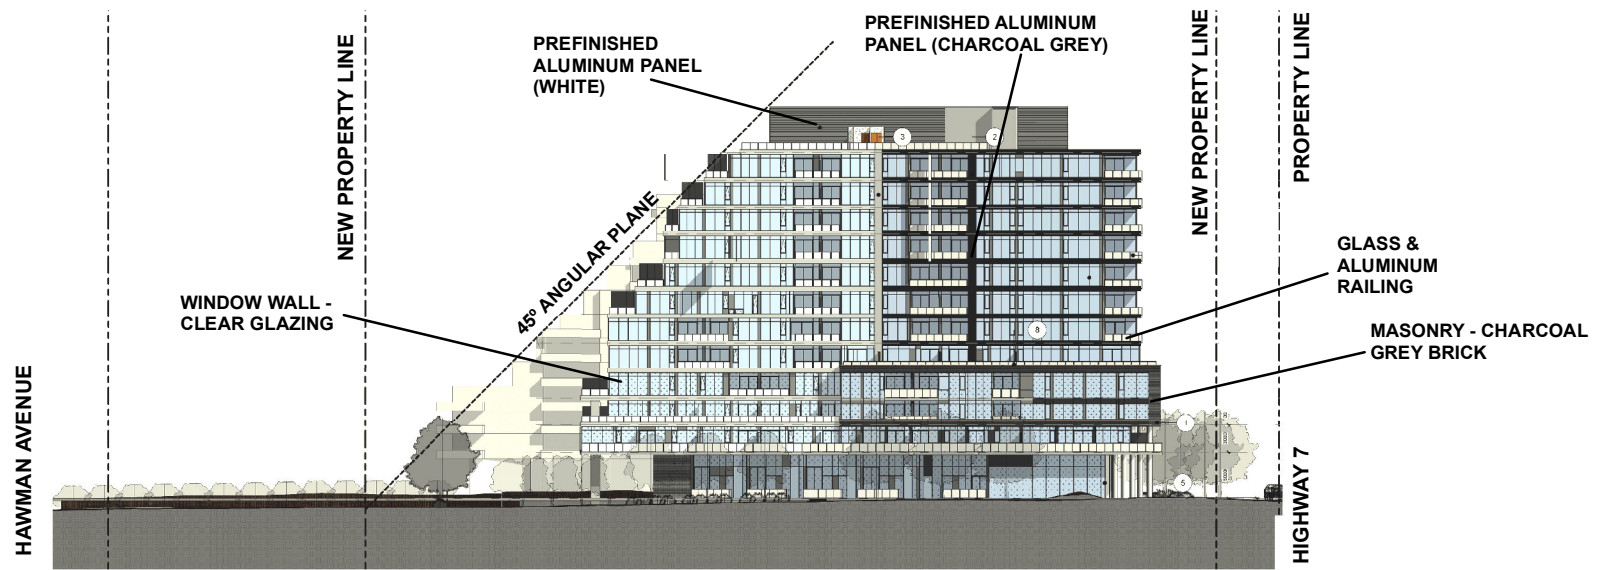 PREFINISHED ALUMINUM
PANEL (CHARCOAL GREY)
PREFINISHED
ALUMINUM PANEL
(WHITE)
NEW PROPERTY LINE
NEW PROPERTY LINE
PROPERTY LINE
3
2
45º ANGULAR PLANE
GLASS &
ALUMINUM
RAILING
WINDOW WALL -
CLEAR GLAZING
8
MASONRY - CHARCOAL
GREY BRICK
HAWMAN AVENUE
1
5
HIGHWAY 7